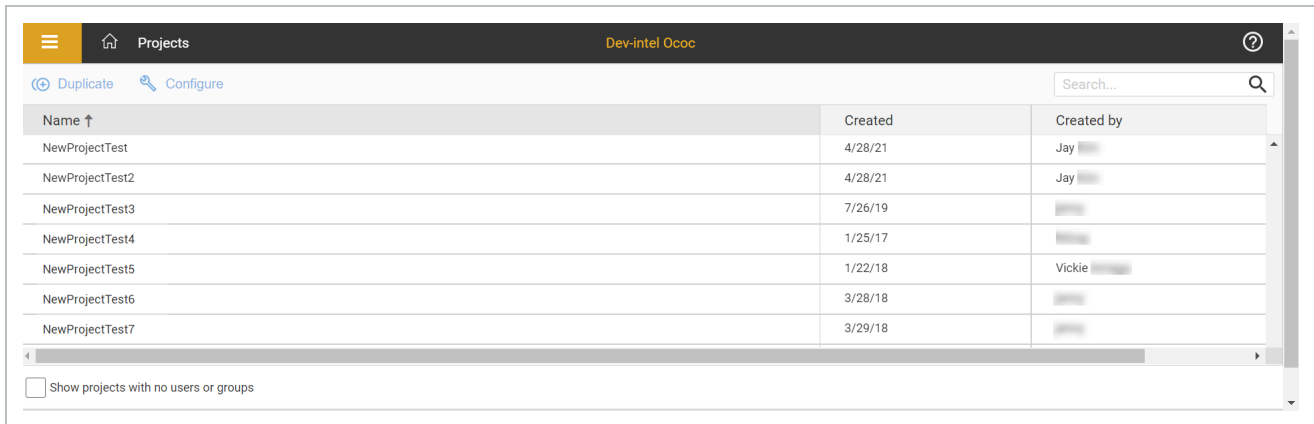 Projects Dev-intel Ococ
Duplicate Configure Search...
Name Created Created by
NewProjectTest 4/28/21 Jay
NewProjectTest2 4/28/21 Jay
NewProjectTest3 7/26/19
NewProjectTest4 1/25/17
NewProjectTest5 1/22/18 Vickie
NewProjectTest6 3/28/18
NewProjectTest7 3/29/18
Show projects with no users or groups